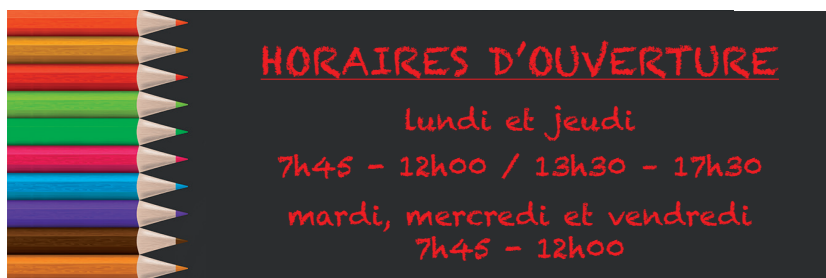 HORAIRES D'OUVERTURE
lundi et jeudi
7h45 - 12h00 / 13h30 - 17h30
mardi, mercredi et vendredi
7h45 - 12h00